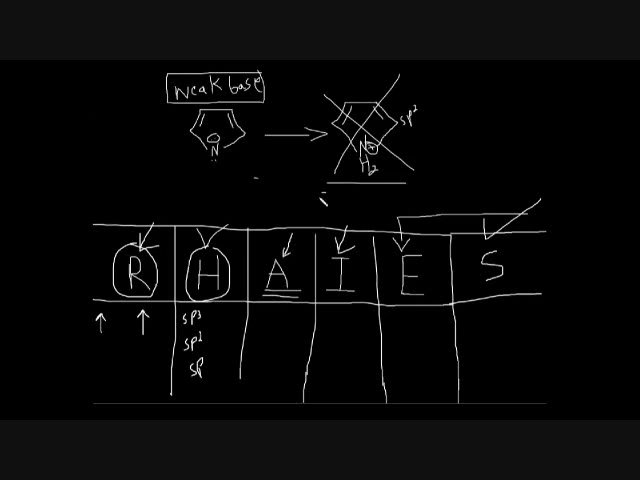 weak base
sp²
N
N⊕
H₂
R H A I E S
sp³
sp²
sp